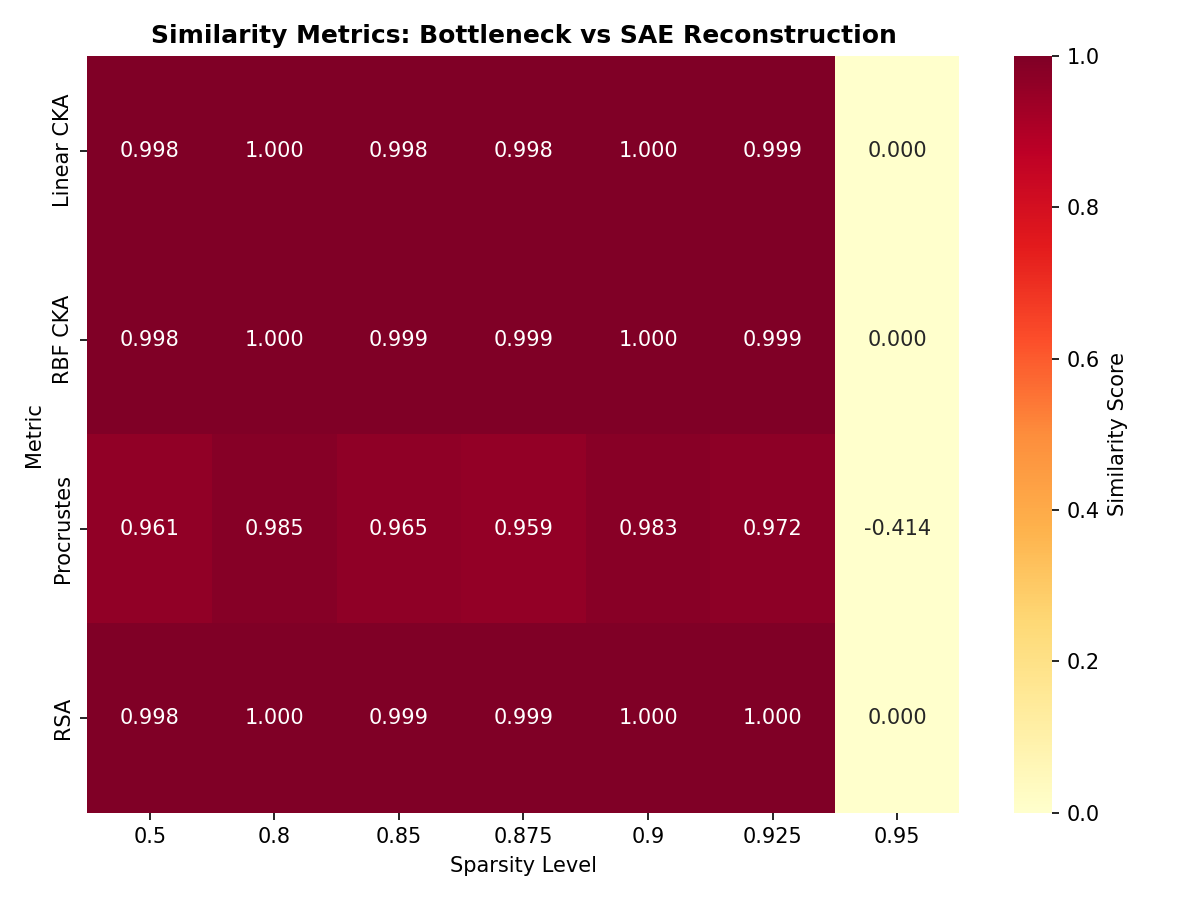 Similarity Metrics: Bottleneck vs SAE Reconstruction
Metric
Linear CKA
0.998 1.000 0.998 0.998 1.000 0.999 0.000
RBF CKA
0.998 1.000 0.999 0.999 1.000 0.999 0.000
Procrustes
0.961 0.985 0.965 0.959 0.983 0.972 -0.414
RSA
0.998 1.000 0.999 0.999 1.000 1.000 0.000
0.5 0.8 0.85 0.875 0.9 0.925 0.95
Sparsity Level
1.0
0.8
0.6
0.4
0.2
0.0
Similarity Score